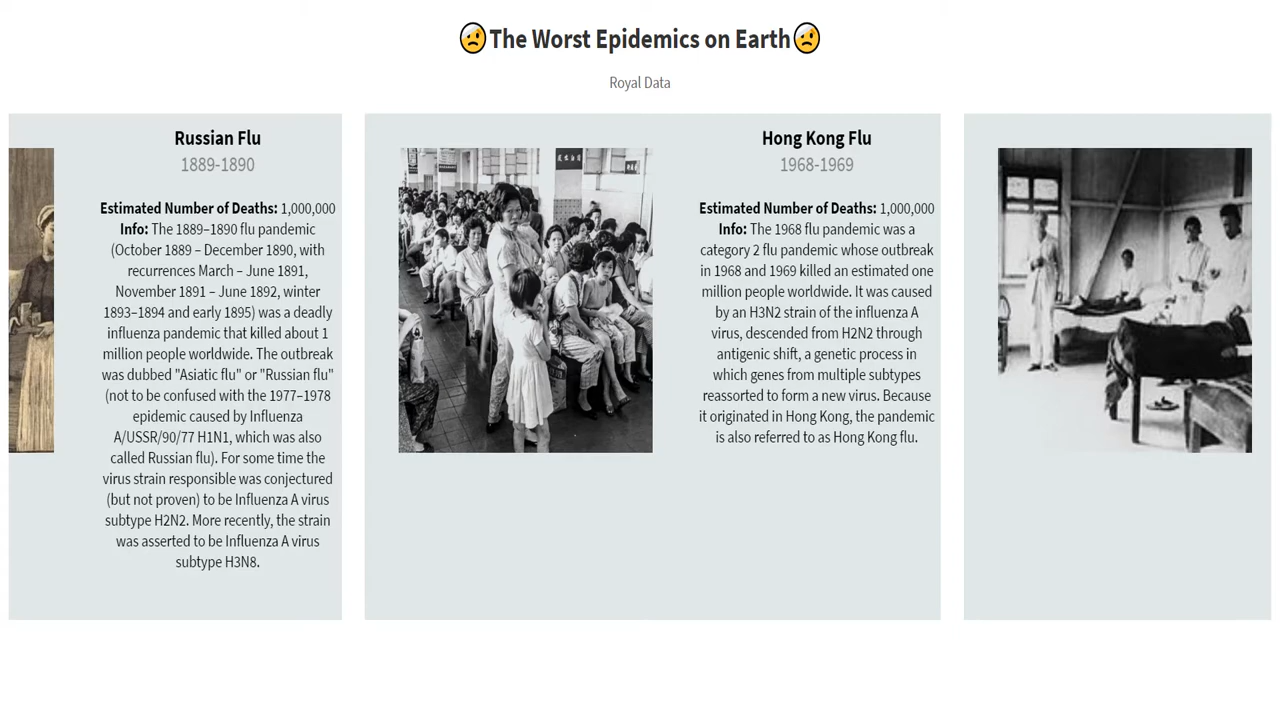 The Worst Epidemics on Earth
Royal Data
Russian Flu
1889-1890
Estimated Number of Deaths: 1,000,000
Info: The 1889–1890 flu pandemic
(October 1889 – December 1890, with
recurrences March – June 1891,
November 1891 – June 1892, winter
1893–1894 and early 1895) was a deadly
influenza pandemic that killed about 1
million people worldwide. The outbreak
was dubbed "Asiatic flu" or "Russian flu"
(not to be confused with the 1977–1978
epidemic caused by Influenza
A/USSR/90/77 H1N1, which was also
called Russian flu). For some time the
virus strain responsible was conjectured
(but not proven) to be Influenza A virus
subtype H2N2. More recently, the strain
was asserted to be Influenza A virus
subtype H3N8.
Hong Kong Flu
1968-1969
Estimated Number of Deaths: 1,000,000
Info: The 1968 flu pandemic was a
category 2 flu pandemic whose outbreak
in 1968 and 1969 killed an estimated one
million people worldwide. It was caused
by an H3N2 strain of the influenza A
virus, descended from H2N2 through
antigenic shift, a genetic process in
which genes from multiple subtypes
reassorted to form a new virus. Because
it originated in Hong Kong, the pandemic
is also referred to as Hong Kong flu.